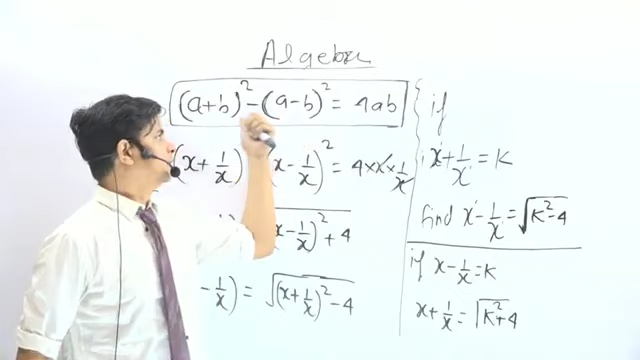 Algebra
(a+b)² - (a-b)² = 4ab
(x + 1/x) (x - 1/x)² = 4 × x × 1/x
(x - 1/x)² + 4
- 1/x) = √((x + 1/x)² - 4)
if
x + 1/x = K
find x - 1/x = √(K² - 4)
if x - 1/x = K
x + 1/x = √(K² + 4)